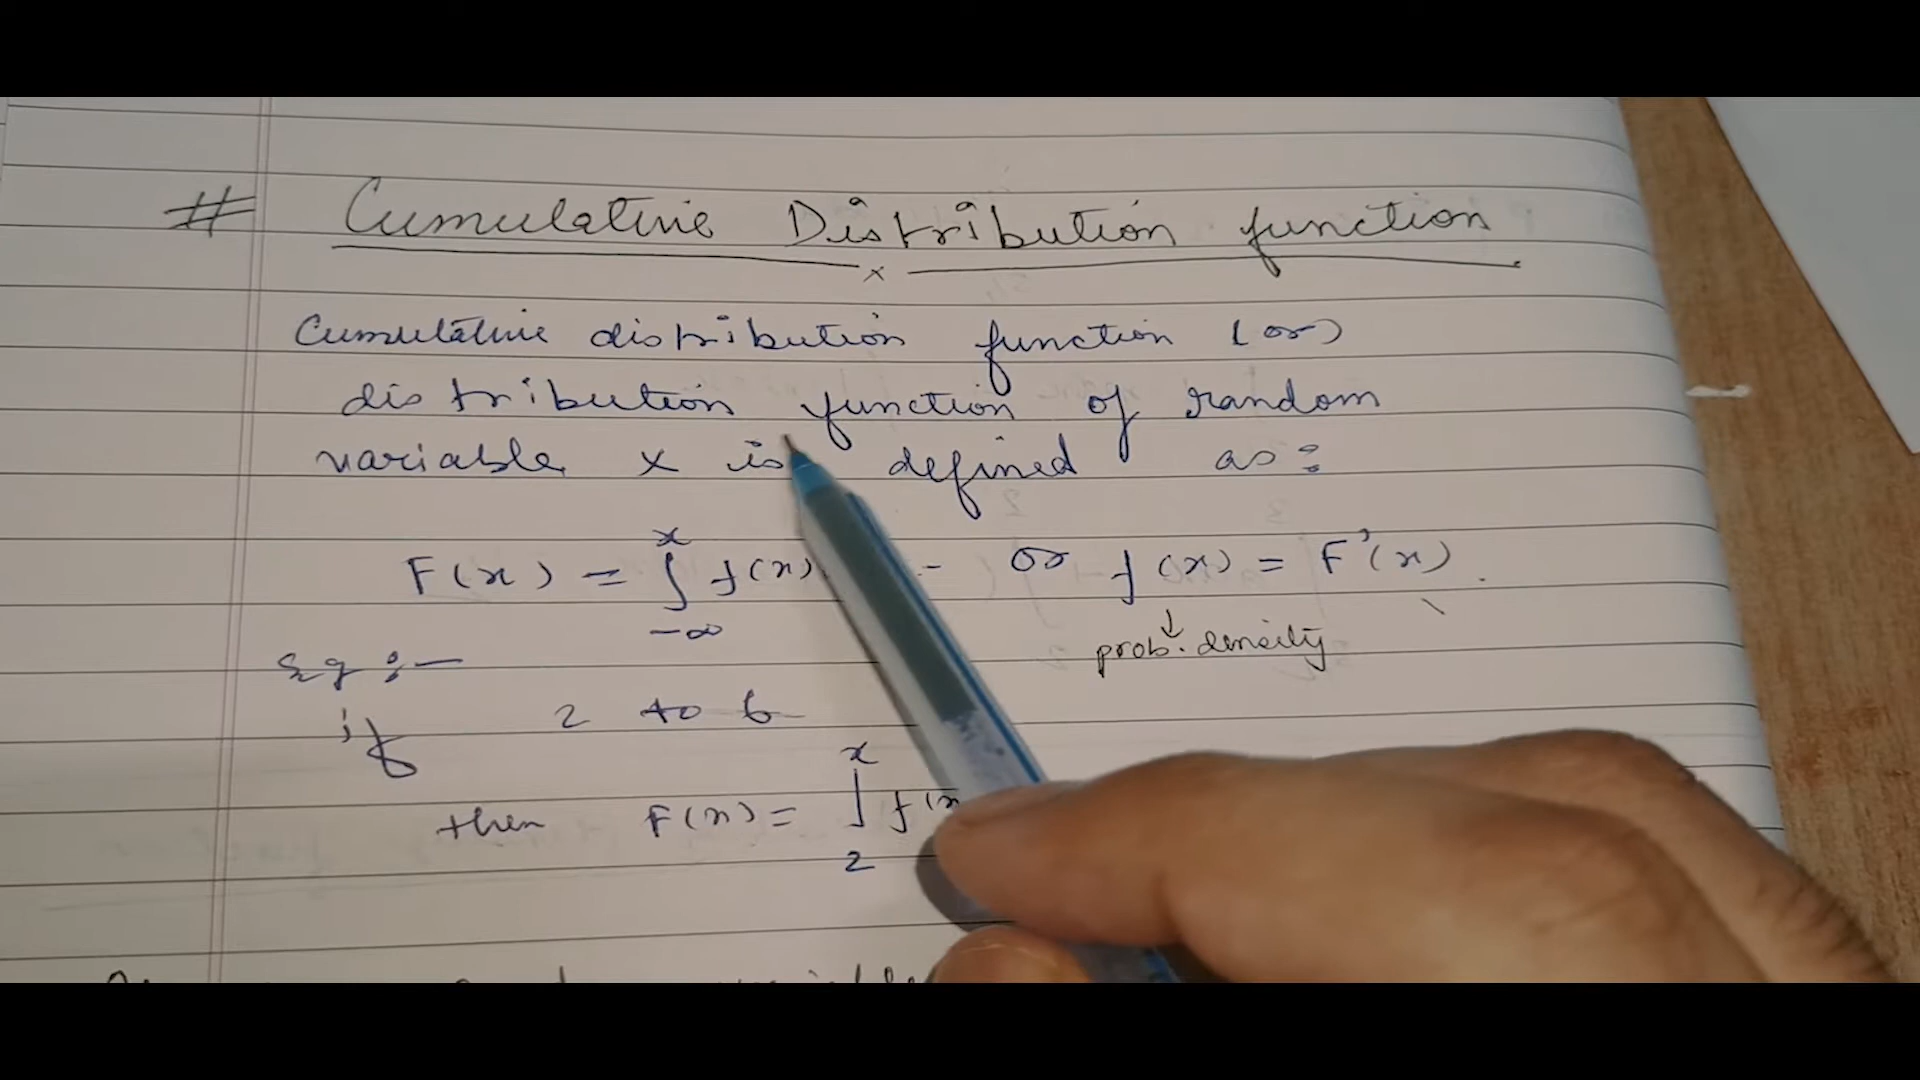 # Cumulative Distribution function
Cumulative distribution function (or)
distribution function of random
variable x is defined as :
F(x) = ∫ₓ₋∞ f(x) - or f(x) = F'(x).
prob. density
Eg :-
if 2 to 6
then F(x) = ∫ˣ₂ f(x